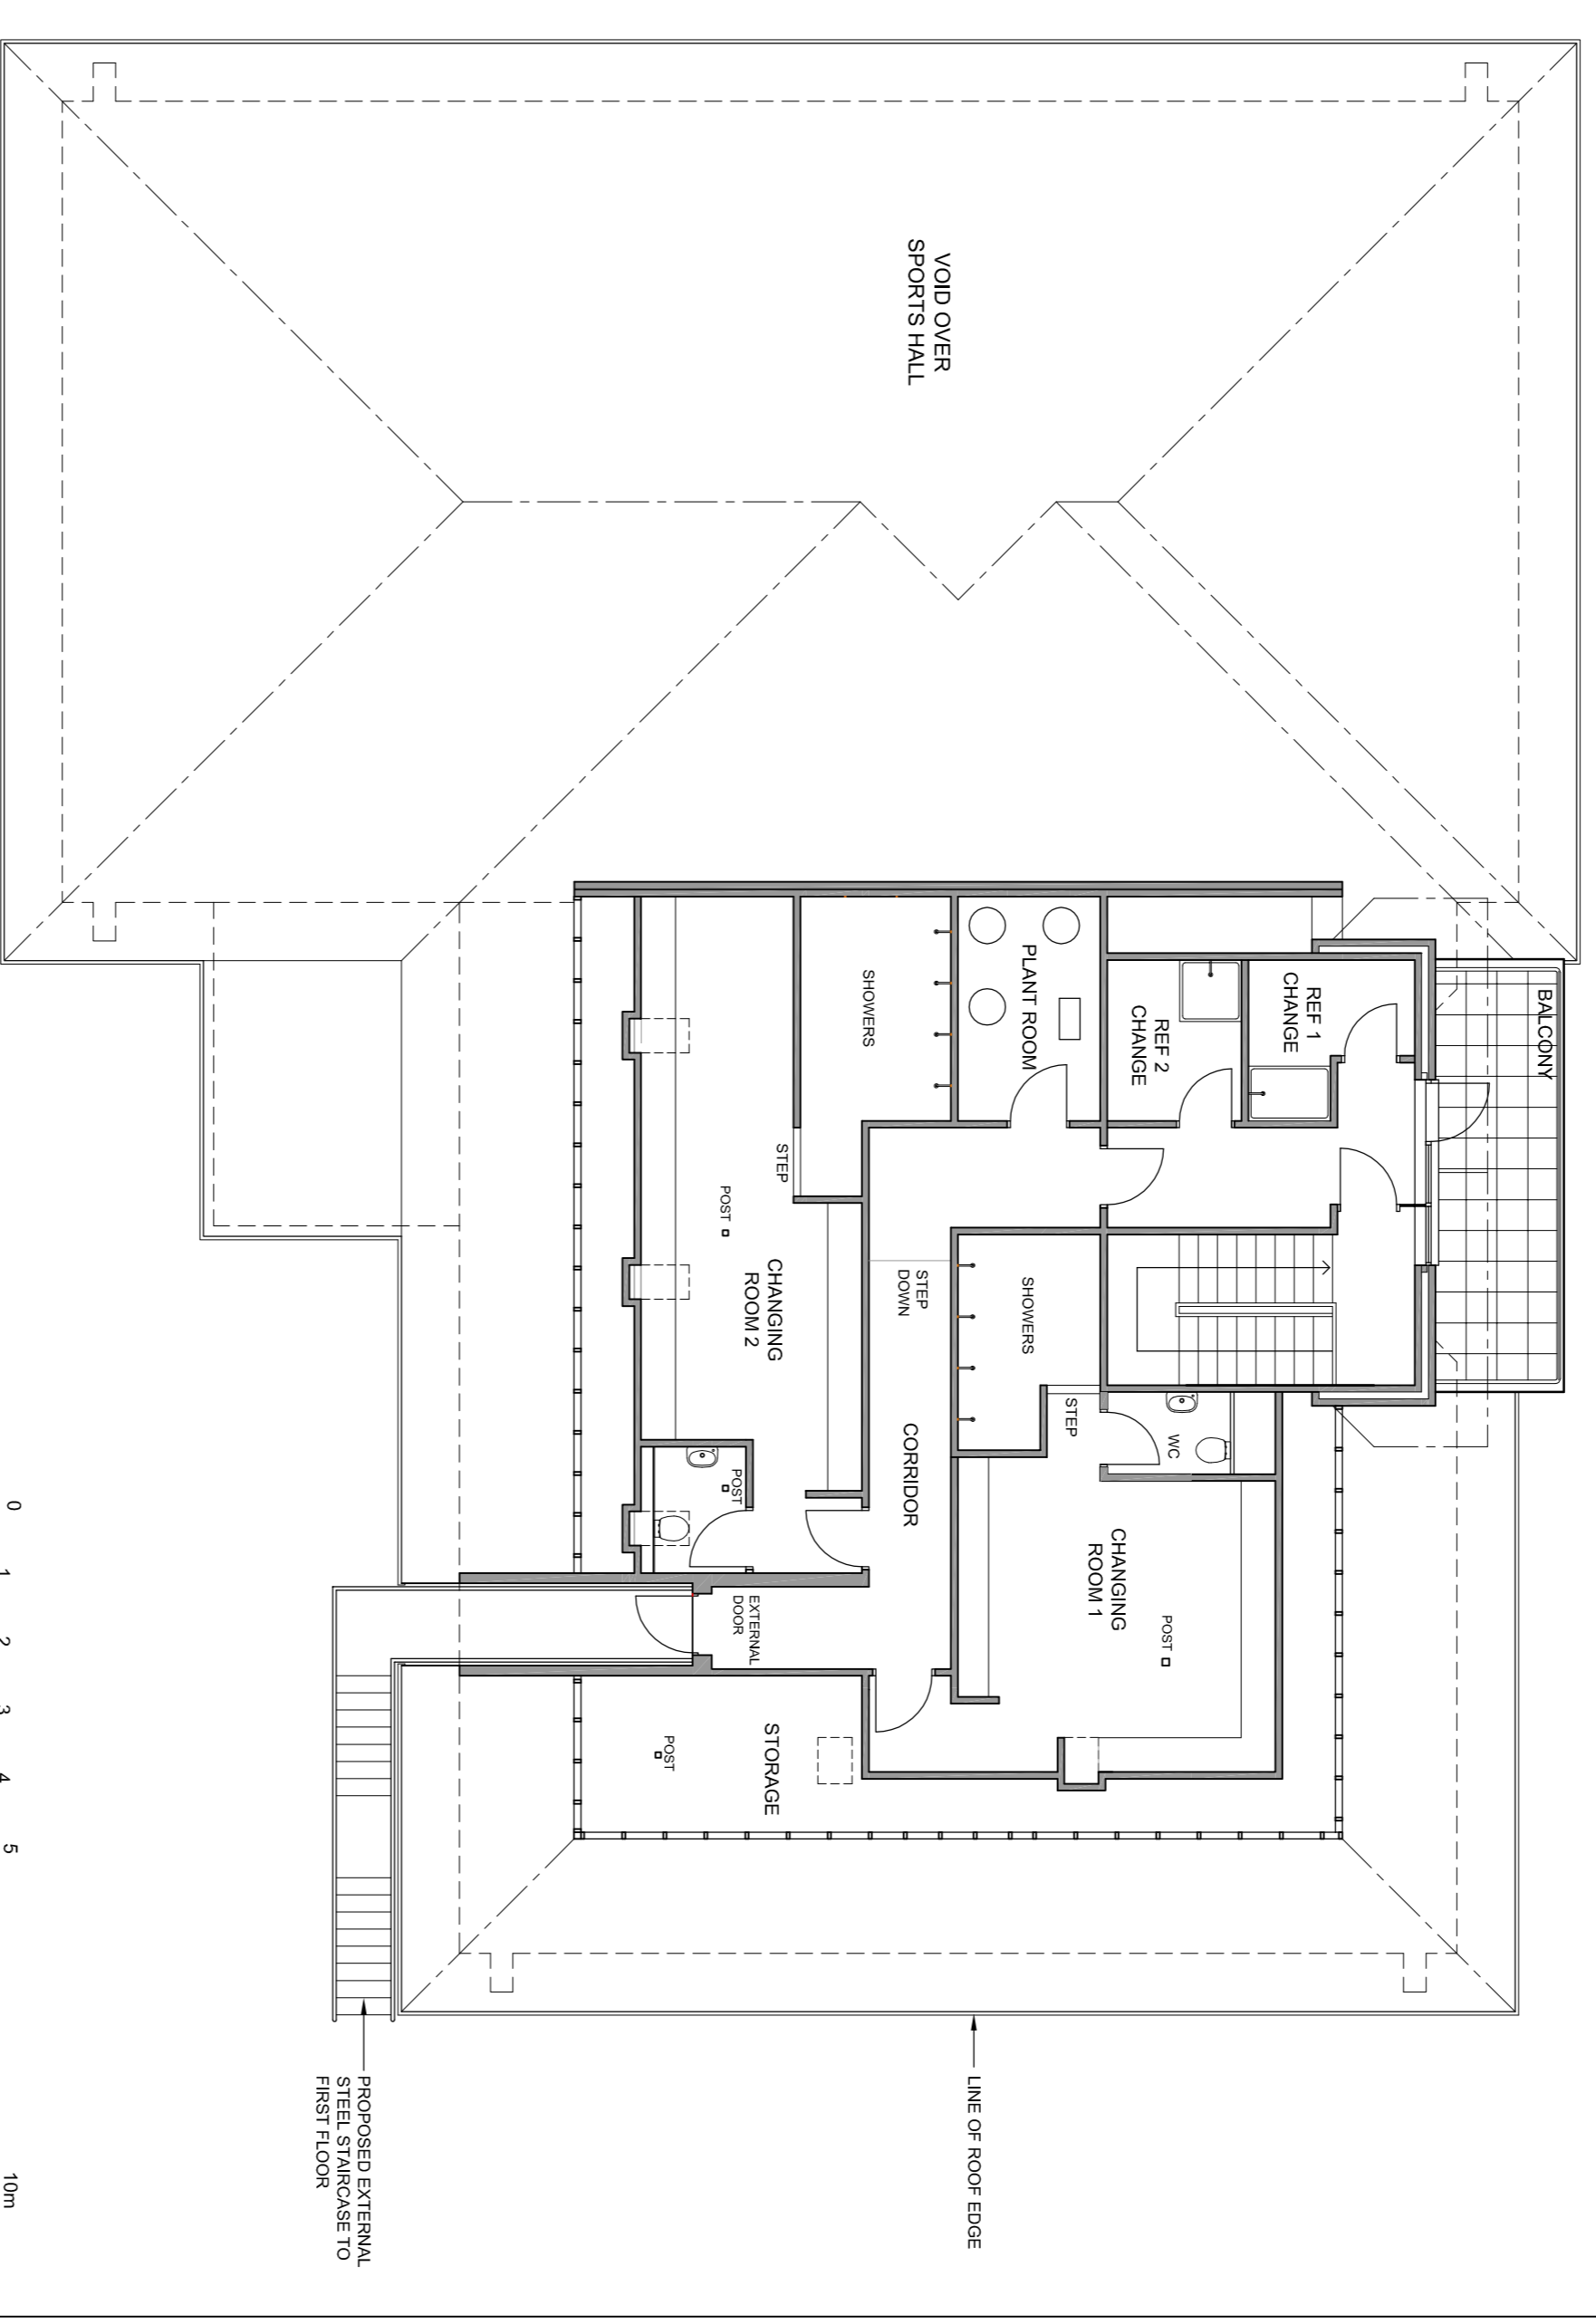 VOID OVER
SPORTS HALL
BALCONY
REF 1
CHANGE
REF 2
CHANGE
PLANT ROOM
SHOWERS
STEP
POST
CHANGING
ROOM 2
STEP
DOWN
SHOWERS
STEP
WC
CORRIDOR
POST
CHANGING
ROOM 1
POST
EXTERNAL
DOOR
STORAGE
POST
LINE OF ROOF EDGE
PROPOSED EXTERNAL
STEEL STAIRCASE TO
FIRST FLOOR
0 1 2 3 4 5 10m